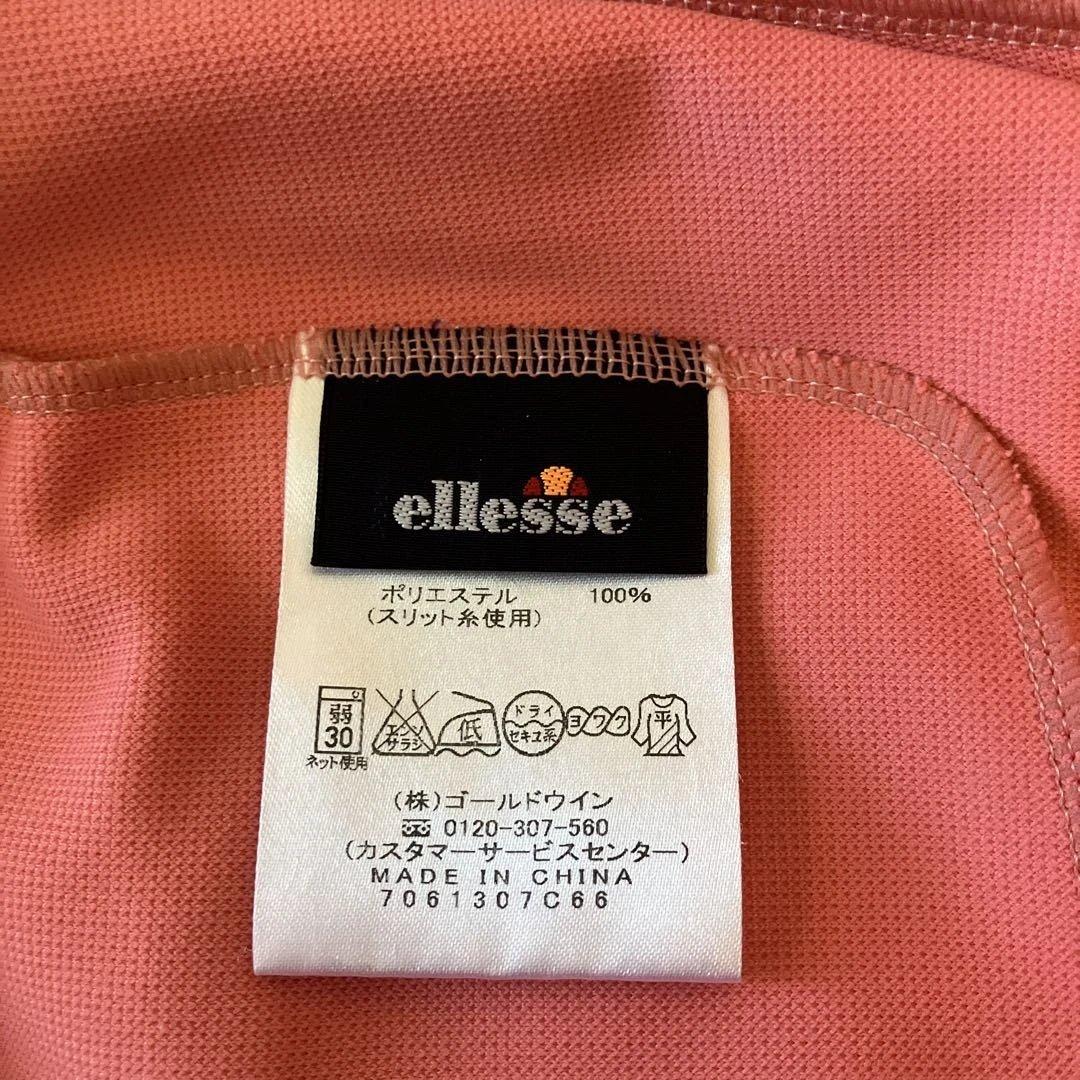 ellesse
ポリエステル 100%
(スリット糸使用)
弱
30
ネット使用
エンソ
サラシ
低
ドライ
セキユ系
ヨワク
平
(株)ゴールドウイン
0120-307-560
(カスタマーサービスセンター)
MADE IN CHINA
7061307C66